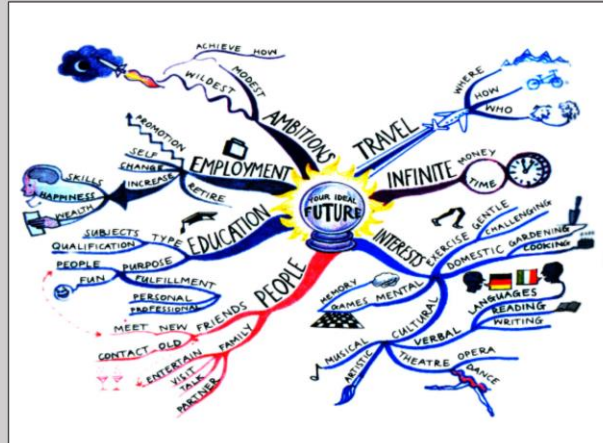 YOUR IDEAL
FUTURE
AMBITIONS
MODEST
WILDEST
ACHIEVE HOW
TRAVEL
WHERE
HOW
WHO
INFINITE
MONEY
TIME
INTERESTS
EXERCISE
GENTLE
CHALLENGING
DOMESTIC
GARDENING
COOKING
MENTAL
MEMORY
GAMES
CULTURAL
VERBAL
LANGUAGES
READING
WRITING
MUSICAL
ARTISTIC
THEATRE
OPERA
DANCE
PEOPLE
FRIENDS
MEET NEW
CONTACT OLD
FAMILY
ENTERTAIN
VISIT
TALK
PARTNER
EDUCATION
TYPE
SUBJECTS
QUALIFICATION
PURPOSE
PEOPLE
FUN
FULFILLMENT
PERSONAL
PROFESSIONAL
EMPLOYMENT
PROMOTION
SELF
CHANGE
INCREASE
SKILLS
HAPPINESS
WEALTH
RETIRE